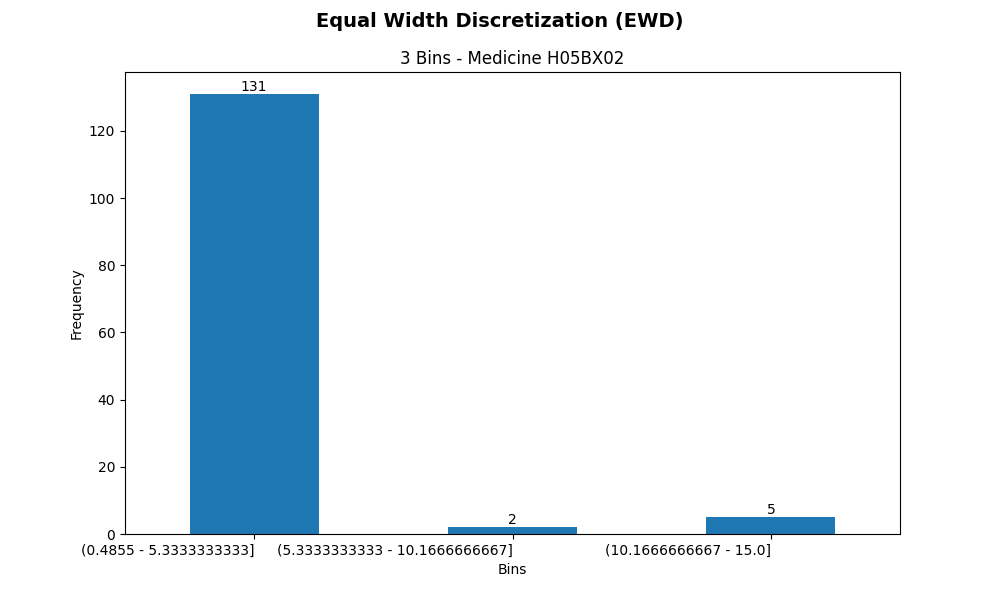 Equal Width Discretization (EWD)
3 Bins - Medicine H05BX02
131
120
100
80
60
40
20
0
Frequency
2
5
(0.4855 - 5.3333333333]
(5.3333333333 - 10.1666666667]
(10.1666666667 - 15.0]
Bins